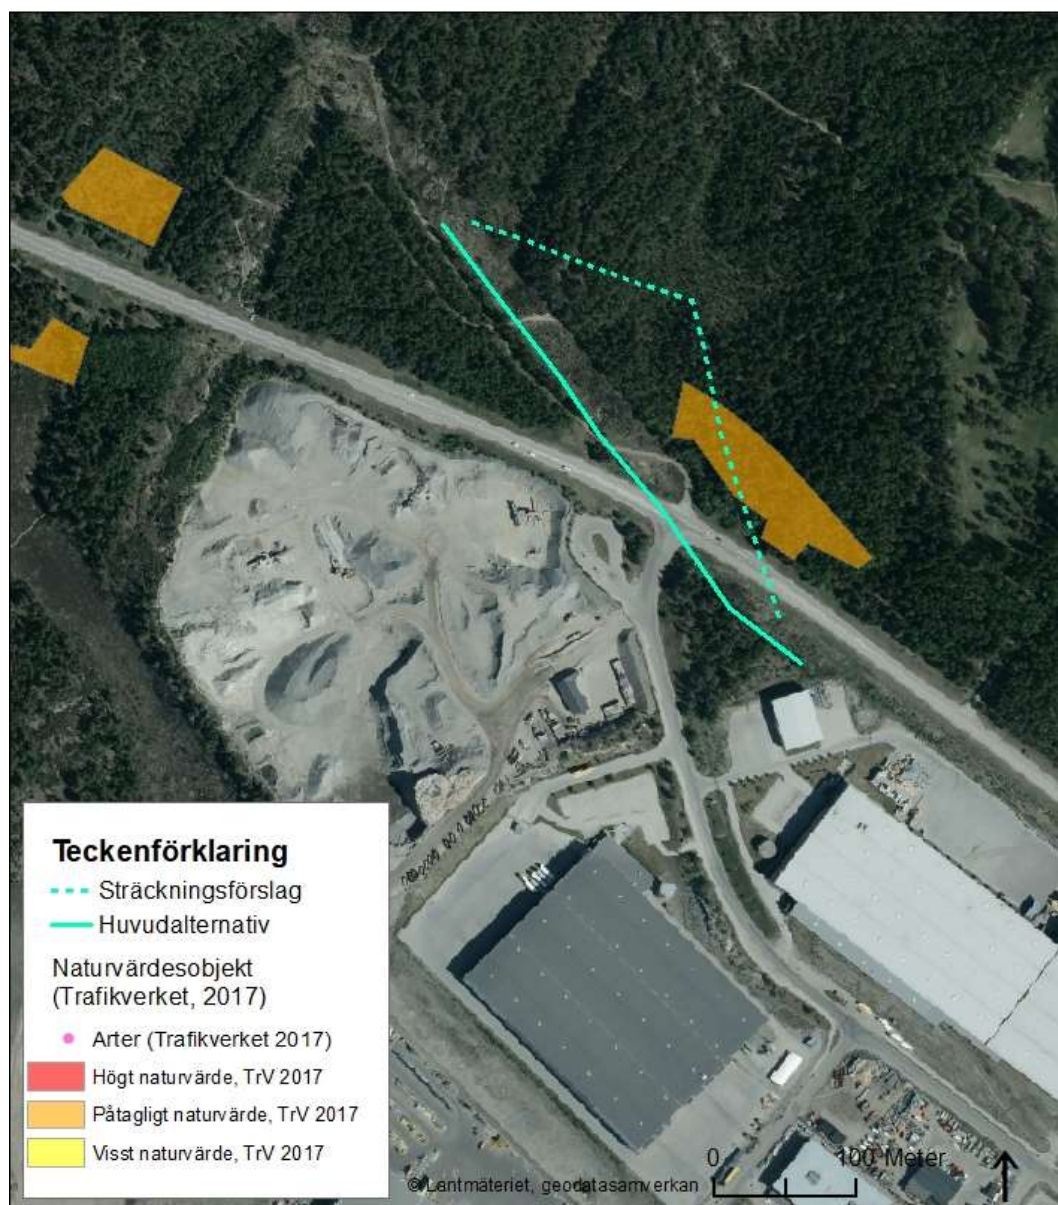 Teckenförklaring
Sträckningsförslag
Huvudalternativ
Naturvärdesobjekt
(Trafikverket, 2017)
Arter (Trafikverket 2017)
Högt naturvärde, TrV 2017
Påtagligt naturvärde, TrV 2017
Visst naturvärde, TrV 2017
0 100 Meter
© Lantmäteriet, geodatasamverkan